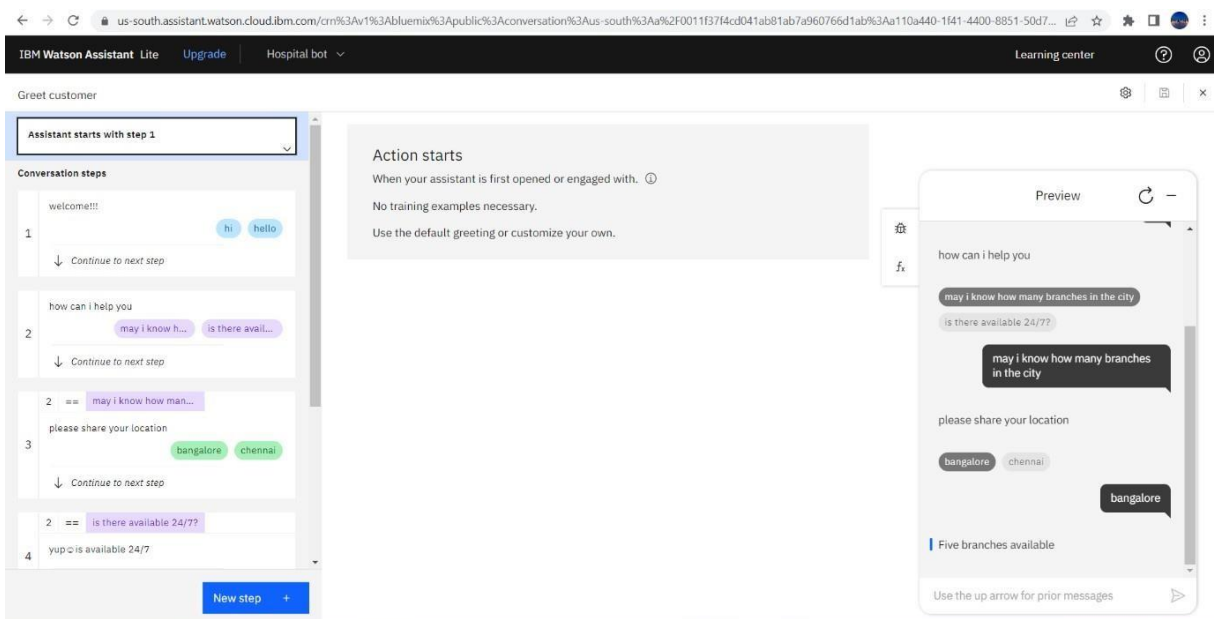 us-south.assistant.watson.cloud.ibm.com/crn%3Av1%3Abluemix%3Apublic%3Aconversation%3Aus-south%3Aa%2F0011f37f4cd041ab81ab7a960766d1ab%3Aa110a440-1f41-4400-8851-50d7...
IBM Watson Assistant Lite Upgrade Hospital bot Learning center
Greet customer
Assistant starts with step 1
Conversation steps
1
welcome!!!
hi hello
Continue to next step
2
how can i help you
may i know h... is there avail...
Continue to next step
3
2 == may i know how man...
please share your location
bangalore chennai
Continue to next step
4
2 == is there available 24/7?
yup☺is available 24/7
New step +
Action starts
When your assistant is first opened or engaged with.
No training examples necessary.
Use the default greeting or customize your own.
fx
Preview
how can i help you
may i know how many branches in the city
is there available 24/7?
may i know how many branches
in the city
please share your location
bangalore chennai
bangalore
Five branches available
Use the up arrow for prior messages